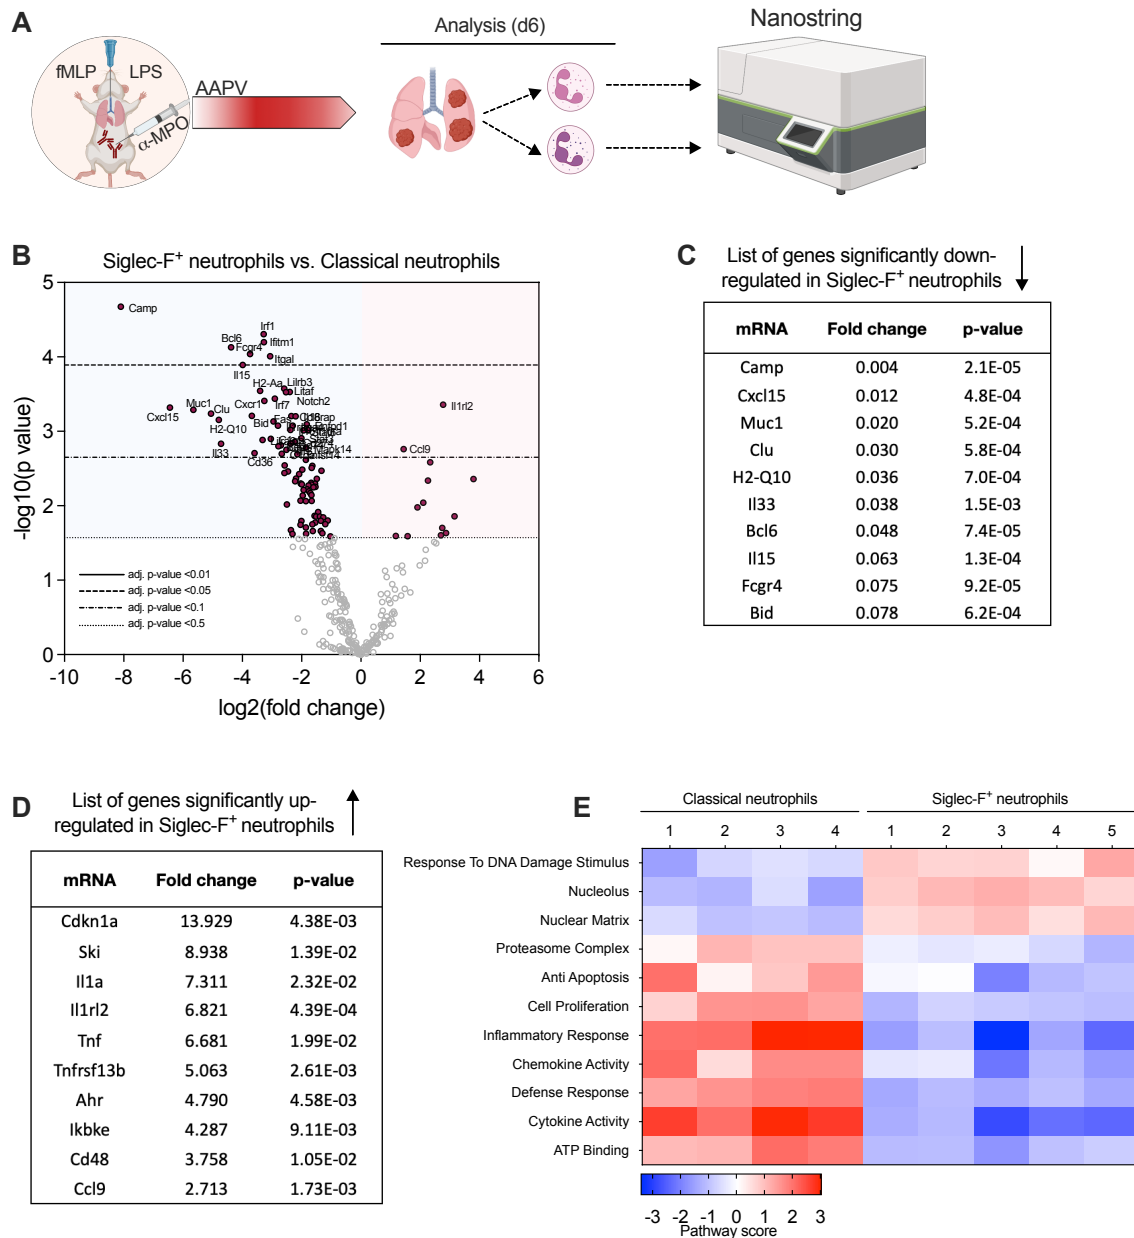 A
fMLP LPS
α-MPO
AAPV
Analysis (d6)
Nanostring
B
Siglec-F+ neutrophils vs. Classical neutrophils
-log10(p value)
5
4
3
2
1
0
Camp
Irf1
Bcl6
Ifitm1
Fcgr4
Itgal
Il15
H2-Aa
Lilrb3
Litaf
Muc1
Cxcr1
Irf7
Notch2
Cxcl15
Clu
Bid
Fas
H2-Q10
Il33
Cd36
Mapk14
Il1rl2
Ccl9
adj. p-value <0.01
adj. p-value <0.05
adj. p-value <0.1
adj. p-value <0.5
-10 -8 -6 -4 -2 0 2 4 6
log2(fold change)
C
List of genes significantly down-
regulated in Siglec-F+ neutrophils
mRNA Fold change p-value
Camp 0.004 2.1E-05
Cxcl15 0.012 4.8E-04
Muc1 0.020 5.2E-04
Clu 0.030 5.8E-04
H2-Q10 0.036 7.0E-04
Il33 0.038 1.5E-03
Bcl6 0.048 7.4E-05
Il15 0.063 1.3E-04
Fcgr4 0.075 9.2E-05
Bid 0.078 6.2E-04
D
List of genes significantly up-
regulated in Siglec-F+ neutrophils
mRNA Fold change p-value
Cdkn1a 13.929 4.38E-03
Ski 8.938 1.39E-02
Il1a 7.311 2.32E-02
Il1rl2 6.821 4.39E-04
Tnf 6.681 1.99E-02
Tnfrsf13b 5.063 2.61E-03
Ahr 4.790 4.58E-03
Ikbke 4.287 9.11E-03
Cd48 3.758 1.05E-02
Ccl9 2.713 1.73E-03
E
Classical neutrophils Siglec-F+ neutrophils
1 2 3 4 1 2 3 4 5
Response To DNA Damage Stimulus
Nucleolus
Nuclear Matrix
Proteasome Complex
Anti Apoptosis
Cell Proliferation
Inflammatory Response
Chemokine Activity
Defense Response
Cytokine Activity
ATP Binding
-3 -2 -1 0 1 2 3
Pathway score